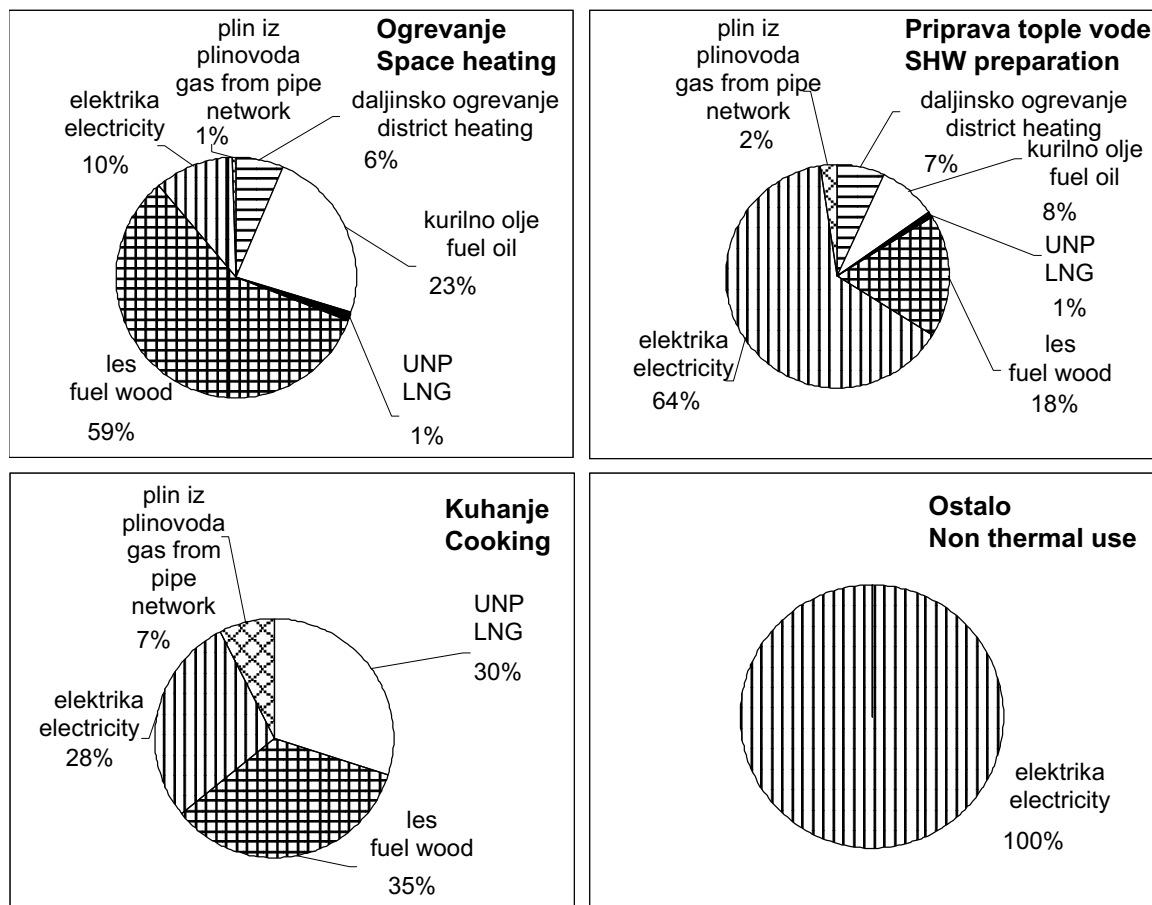 Ogrevanje
Space heating
plin iz
plinovoda
gas from pipe
network
1%
daljinsko ogrevanje
district heating
6%
elektrika
electricity
10%
kurilno olje
fuel oil
23%
les
fuel wood
59%
UNP
LNG
1%
Priprava tople vode
SHW preparation
plin iz
plinovoda
gas from pipe
network
2%
daljinsko ogrevanje
district heating
7%
kurilno olje
fuel oil
8%
UNP
LNG
1%
elektrika
electricity
64%
les
fuel wood
18%
Kuhanje
Cooking
plin iz
plinovoda
gas from
pipe
network
7%
UNP
LNG
30%
elektrika
electricity
28%
les
fuel wood
35%
Ostalo
Non thermal use
elektrika
electricity
100%